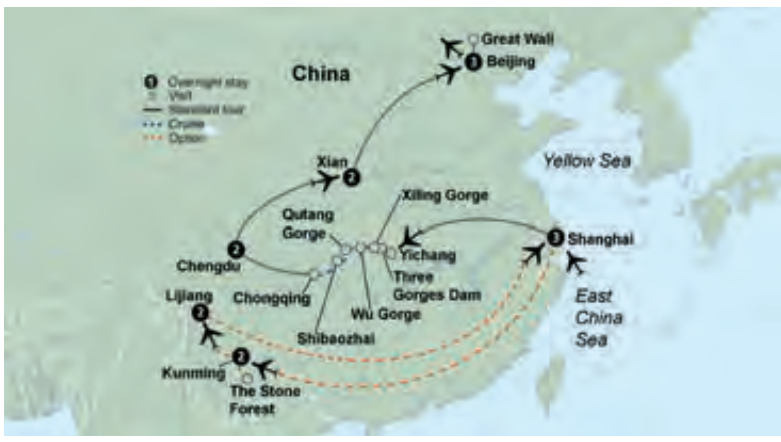 China
1 Overnight stay
Visit
Standard tour
Cruise
Option
Great Wall
3 Beijing
Xian
2
Yellow Sea
Xiling Gorge
Qutang
Gorge
2
Chengdu
Yichang
3 Shanghai
Chongqing
Three
Gorges Dam
Lijiang
2
Wu Gorge
Shibaozhai
East
China
Sea
2
Kunming
The Stone
Forest